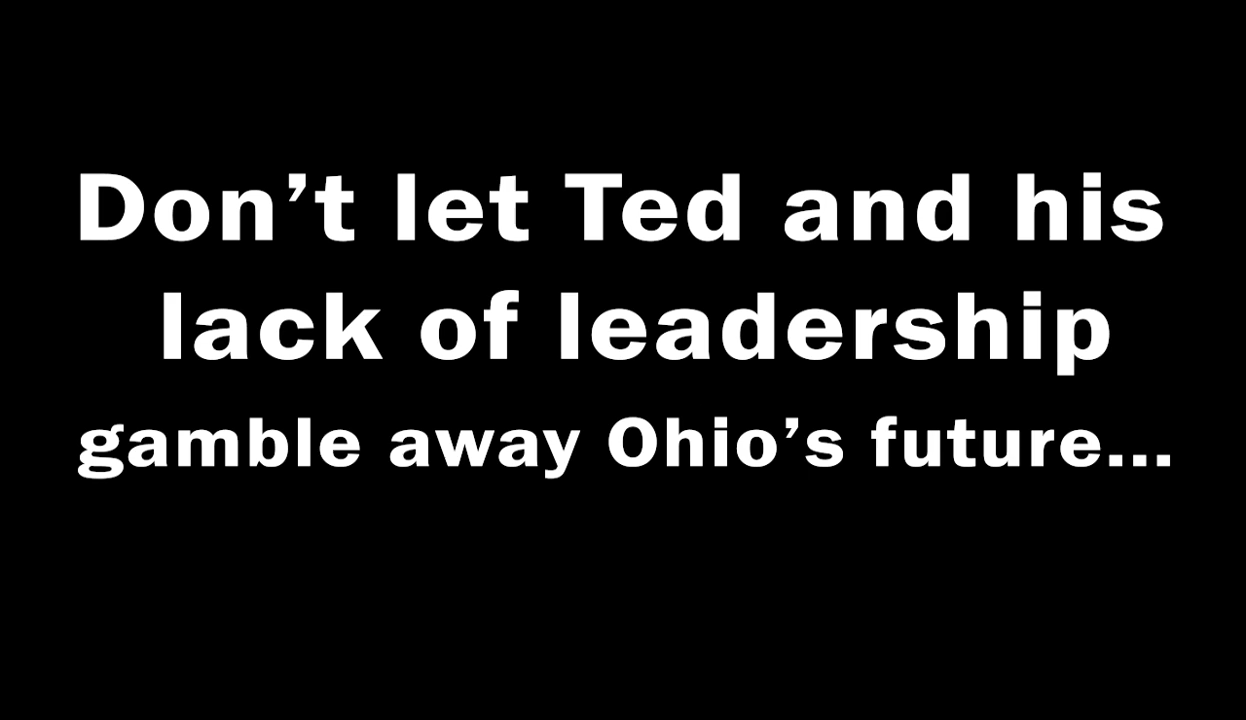 Don’t let Ted and his
lack of leadership
gamble away Ohio’s future...